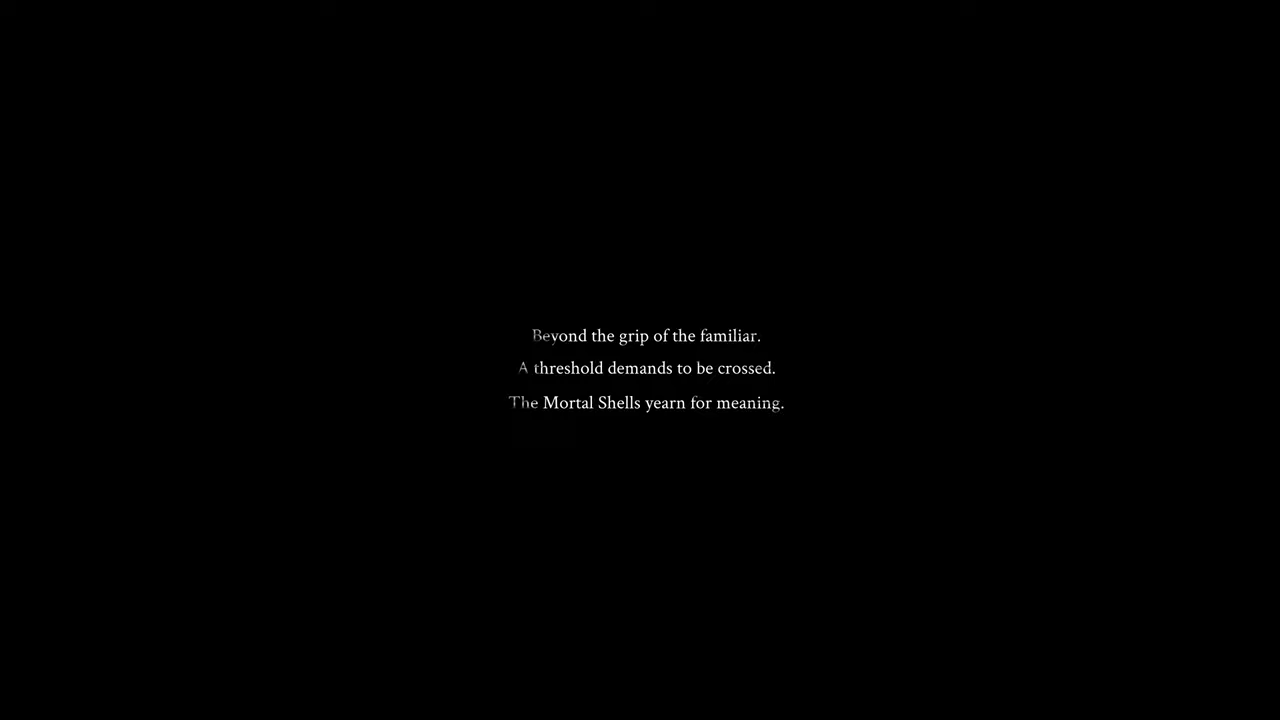 Beyond the grip of the familiar.
A threshold demands to be crossed.
The Mortal Shells yearn for meaning.